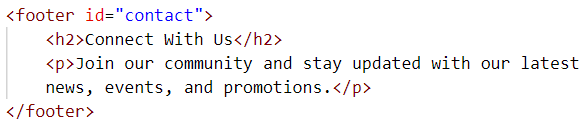 <footer id="contact">
    <h2>Connect With Us</h2>
    <p>Join our community and stay updated with our latest
    news, events, and promotions.</p>
</footer>